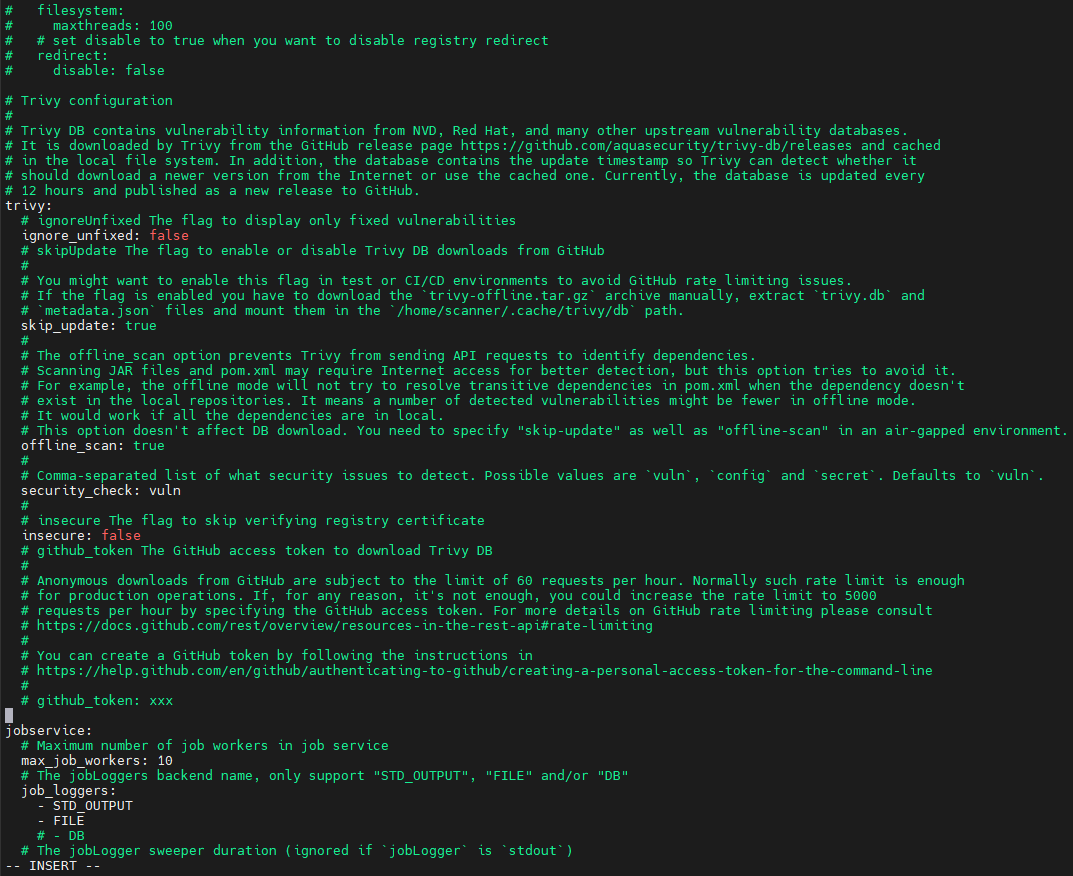 #   filesystem:
#     maxthreads: 100
#   # set disable to true when you want to disable registry redirect
#   redirect:
#     disable: false
# Trivy configuration
#
# Trivy DB contains vulnerability information from NVD, Red Hat, and many other upstream vulnerability databases.
# It is downloaded by Trivy from the GitHub release page https://github.com/aquasecurity/trivy-db/releases and cached
# in the local file system. In addition, the database contains the update timestamp so Trivy can detect whether it
# should download a newer version from the Internet or use the cached one. Currently, the database is updated every
# 12 hours and published as a new release to GitHub.
trivy:
  # ignoreUnfixed The flag to display only fixed vulnerabilities
  ignore_unfixed: false
  # skipUpdate The flag to enable or disable Trivy DB downloads from GitHub
  #
  # You might want to enable this flag in test or CI/CD environments to avoid GitHub rate limiting issues.
  # If the flag is enabled you have to download the `trivy-offline.tar.gz` archive manually, extract `trivy.db` and
  # `metadata.json` files and mount them in the `/home/scanner/.cache/trivy/db` path.
  skip_update: true
  #
  # The offline_scan option prevents Trivy from sending API requests to identify dependencies.
  # Scanning JAR files and pom.xml may require Internet access for better detection, but this option tries to avoid it.
  # For example, the offline mode will not try to resolve transitive dependencies in pom.xml when the dependency doesn't
  # exist in the local repositories. It means a number of detected vulnerabilities might be fewer in offline mode.
  # It would work if all the dependencies are in local.
  # This option doesn't affect DB download. You need to specify "skip-update" as well as "offline-scan" in an air-gapped environment.
  offline_scan: true
  #
  # Comma-separated list of what security issues to detect. Possible values are `vuln`, `config` and `secret`. Defaults to `vuln`.
  security_check: vuln
  #
  # insecure The flag to skip verifying registry certificate
  insecure: false
  # github_token The GitHub access token to download Trivy DB
  #
  # Anonymous downloads from GitHub are subject to the limit of 60 requests per hour. Normally such rate limit is enough
  # for production operations. If, for any reason, it's not enough, you could increase the rate limit to 5000
  # requests per hour by specifying the GitHub access token. For more details on GitHub rate limiting please consult
  # https://docs.github.com/rest/overview/resources-in-the-rest-api#rate-limiting
  #
  # You can create a GitHub token by following the instructions in
  # https://help.github.com/en/github/authenticating-to-github/creating-a-personal-access-token-for-the-command-line
  #
  # github_token: xxx
jobservice:
  # Maximum number of job workers in job service
  max_job_workers: 10
  # The jobLoggers backend name, only support "STD_OUTPUT", "FILE" and/or "DB"
  job_loggers:
    - STD_OUTPUT
    - FILE
    # - DB
  # The jobLogger sweeper duration (ignored if `jobLogger` is `stdout`)
-- INSERT --